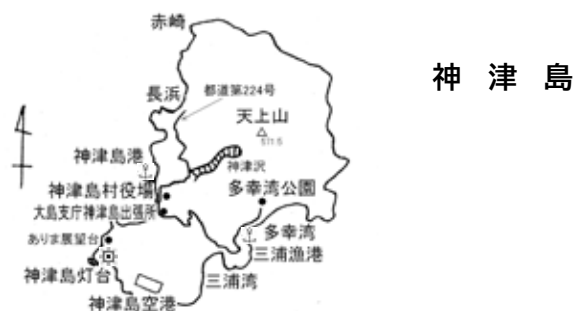 赤崎
神津島
長浜
都道第224号
天上山
神津島港
神津沢
神津島村役場
多幸湾公園
大島支庁神津島出張所
ありま展望台
多幸湾
三浦漁港
神津島灯台
三浦湾
神津島空港